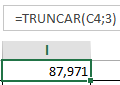 =TRUNCAR(C4;3)
I
87,971